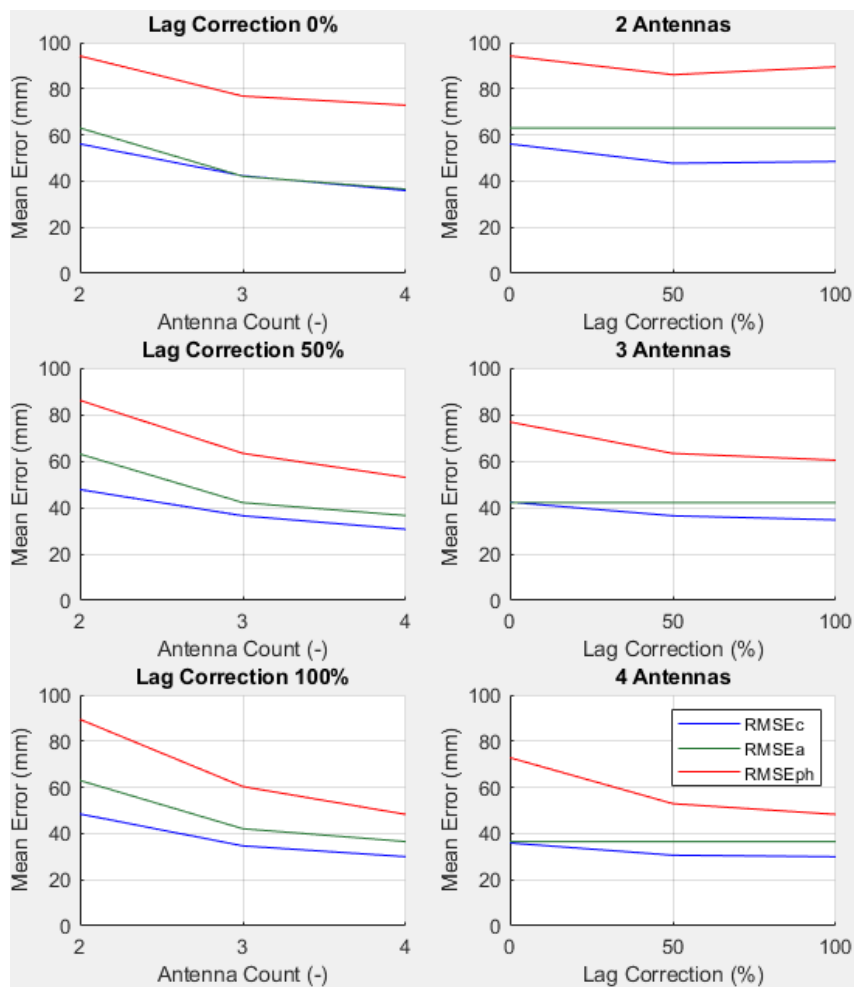 Lag Correction 0%
100
80
60
40
20
0
Mean Error (mm)
2
3
4
Antenna Count (-)
2 Antennas
100
80
60
40
20
0
Mean Error (mm)
0
50
100
Lag Correction (%)
Lag Correction 50%
100
80
60
40
20
0
Mean Error (mm)
2
3
4
Antenna Count (-)
3 Antennas
100
80
60
40
20
0
Mean Error (mm)
0
50
100
Lag Correction (%)
Lag Correction 100%
100
80
60
40
20
0
Mean Error (mm)
2
3
4
Antenna Count (-)
4 Antennas
100
80
60
40
20
0
Mean Error (mm)
RMSEc
RMSEa
RMSEph
0
50
100
Lag Correction (%)